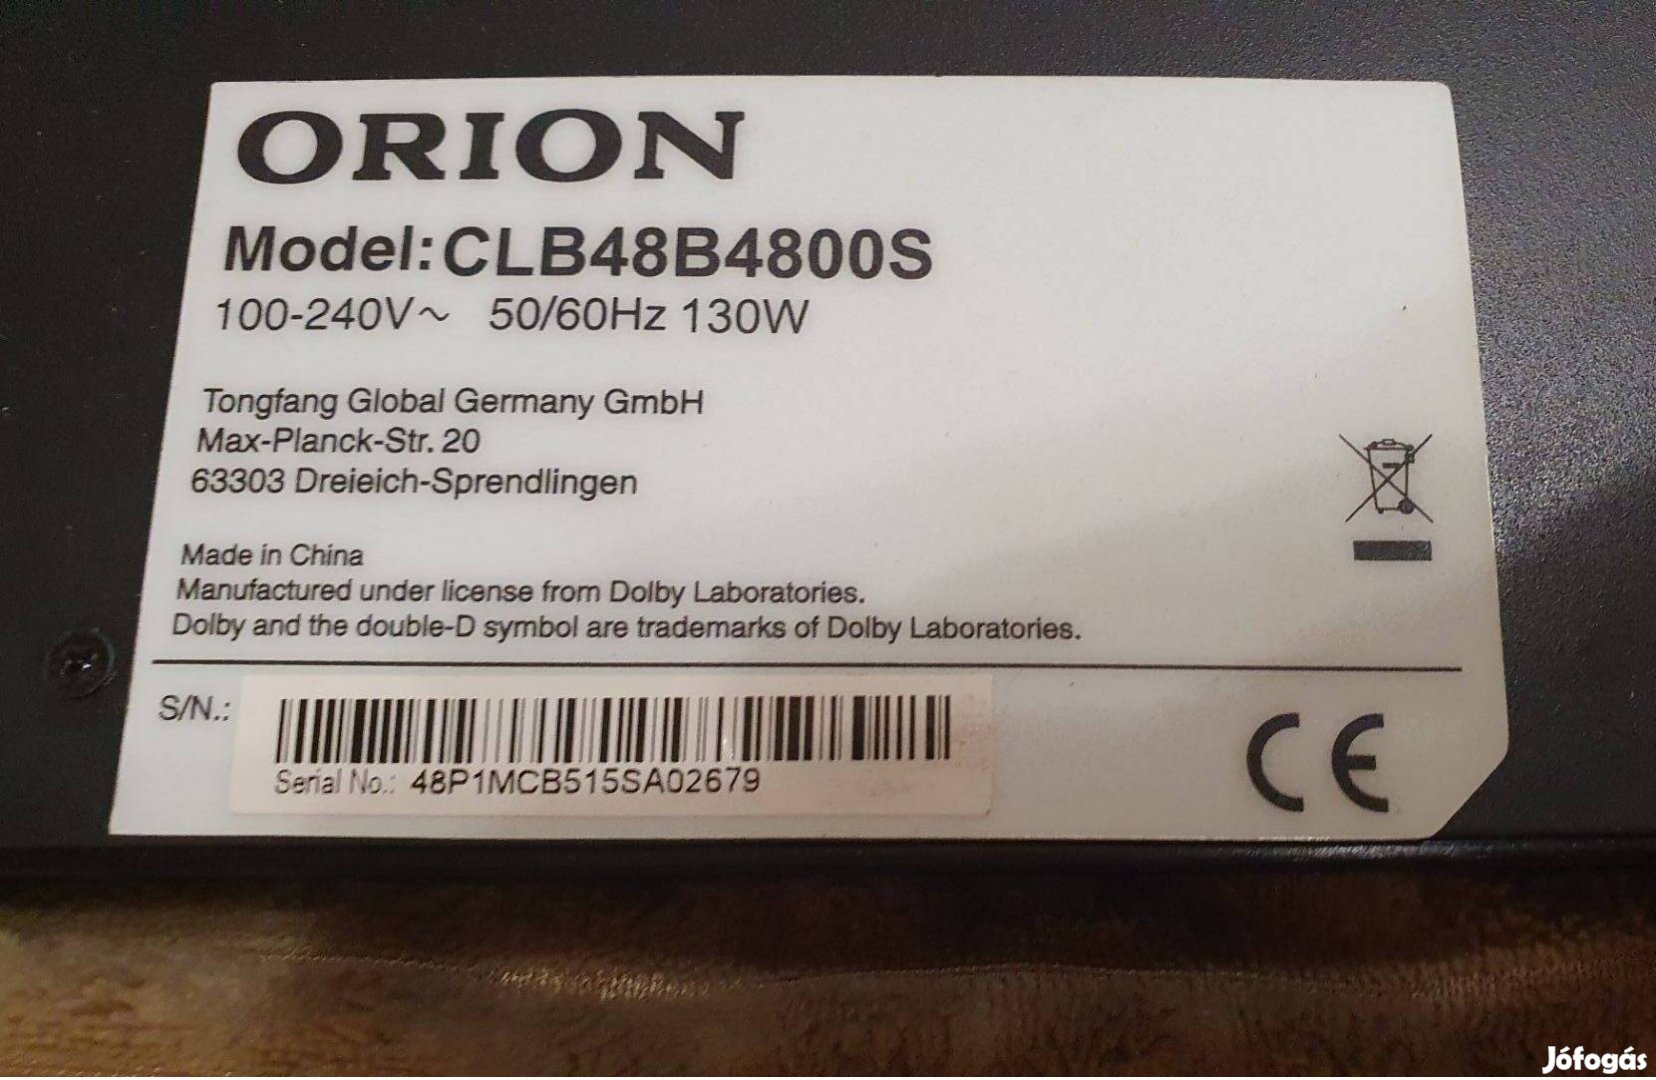 ORION
Model:CLB48B4800S
100-240V~ 50/60Hz 130W
Tongfang Global Germany GmbH
Max-Planck-Str. 20
63303 Dreieich-Sprendlingen
Made in China
Manufactured under license from Dolby Laboratories.
Dolby and the double-D symbol are trademarks of Dolby Laboratories.
S/N.:
Serial No.: 48P1MCB515SA02679
CE
Jófogás